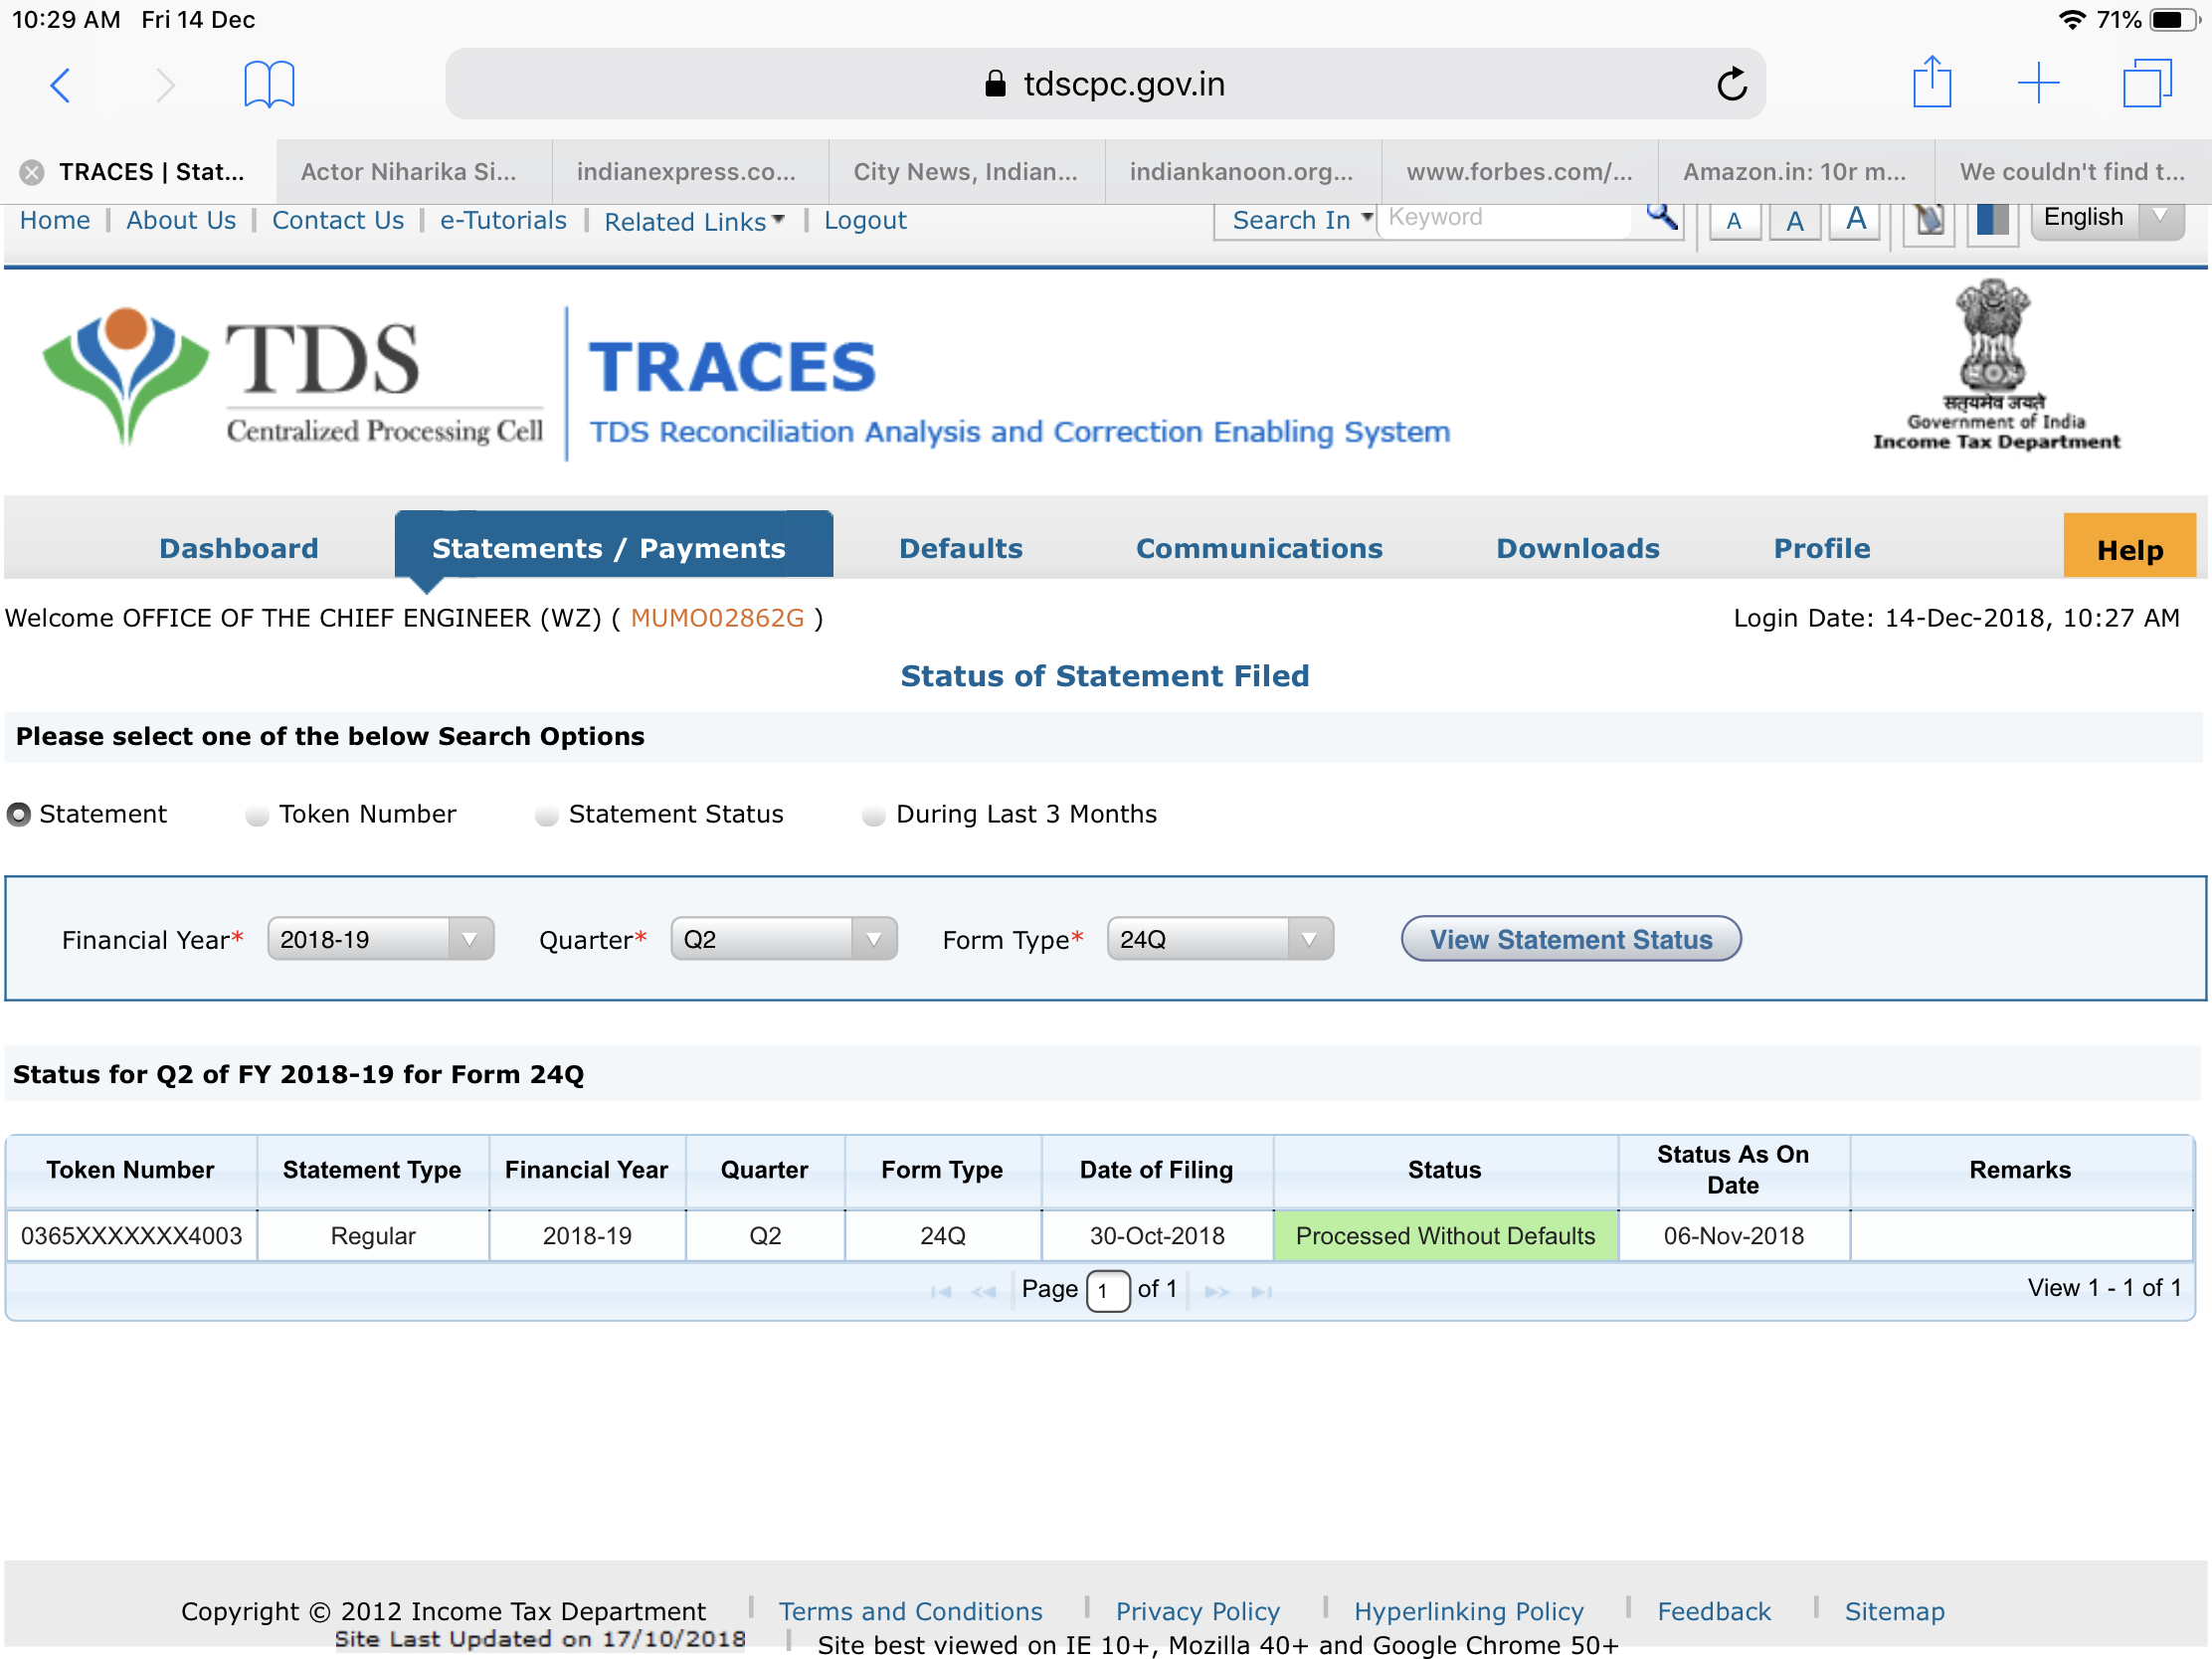 10:29 AM Fri 14 Dec 71%
tdscpc.gov.in
TRACES | Stat... Actor Niharika Si... indianexpress.co... City News, Indian... indiankanoon.org... www.forbes.com/... Amazon.in: 10r m... We couldn't find t...
Home | About Us | Contact Us | e-Tutorials | Related Links | Logout Search In Keyword A A A English
TDS
Centralized Processing Cell
TRACES
TDS Reconciliation Analysis and Correction Enabling System
सत्यमेव जयते
Government of India
Income Tax Department
Dashboard Statements / Payments Defaults Communications Downloads Profile Help
Welcome OFFICE OF THE CHIEF ENGINEER (WZ) ( MUMO02862G ) Login Date: 14-Dec-2018, 10:27 AM
Status of Statement Filed
Please select one of the below Search Options
Statement Token Number Statement Status During Last 3 Months
Financial Year* 2018-19 Quarter* Q2 Form Type* 24Q View Statement Status
Status for Q2 of FY 2018-19 for Form 24Q
Token Number Statement Type Financial Year Quarter Form Type Date of Filing Status Status As On Date Remarks
0365XXXXXXX4003 Regular 2018-19 Q2 24Q 30-Oct-2018 Processed Without Defaults 06-Nov-2018
Page 1 of 1 View 1 - 1 of 1
Copyright © 2012 Income Tax Department | Terms and Conditions | Privacy Policy | Hyperlinking Policy | Feedback | Sitemap
Site Last Updated on 17/10/2018 | Site best viewed on IE 10+, Mozilla 40+ and Google Chrome 50+